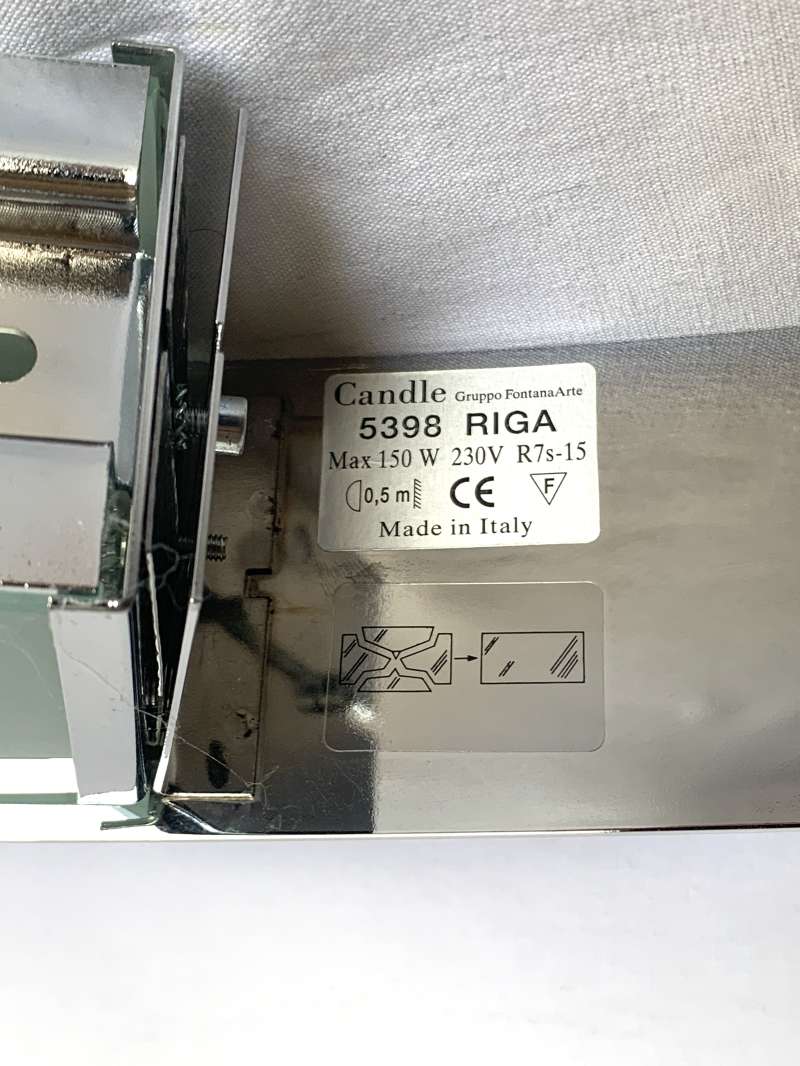 Candle Gruppo FontanaArte
5398 RIGA
Max 150 W 230V R7s-15
0,5 m CE F
Made in Italy